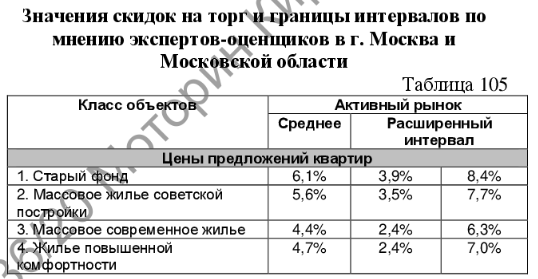 Значения скидок на торг и границы интервалов по
мнению экспертов-оценщиков в г. Москва и
Московской области
Таблица 105
Класс объектов Активный рынок
Среднее Расширенный
интервал
Цены предложений квартир
1. Старый фонд 6,1% 3,9% 8,4%
2. Массовое жилье советской 5,6% 3,5% 7,7%
постройки
3. Массовое современное жилье 4,4% 2,4% 6,3%
4. Жилье повышенной 4,7% 2,4% 7,0%
комфортности
Моторин